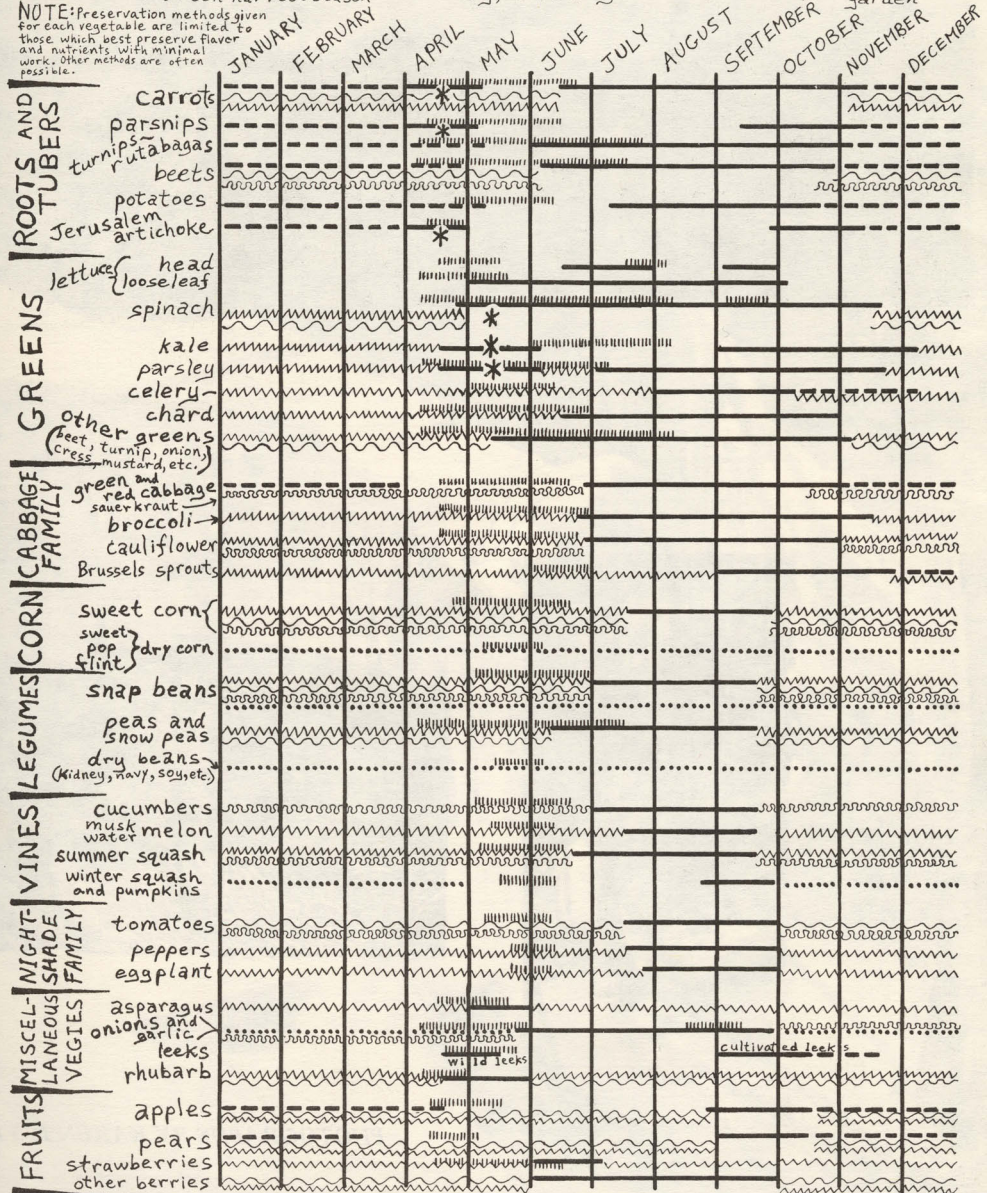 NOTE: Preservation methods given
for each vegetable are limited to
those which best preserve flavor
and nutrients with minimal
work. Other methods are often
possible.
garden
JANUARY
FEBRUARY
MARCH
APRIL
MAY
JUNE
JULY
AUGUST
SEPTEMBER
OCTOBER
NOVEMBER
DECEMBER
ROOTS AND
TUBERS
carrots
parsnips
turnips~
rutabagas
beets
potatoes
Jerusalem
artichoke
GREENS
lettuce
head
looseleaf
spinach
kale
parsley
celery
chard
Other greens
(beet, turnip, onion,
cress, mustard, etc.)
CABBAGE
FAMILY
green and
red cabbage
sauerkraut
broccoli
cauliflower
Brussels sprouts
CORN
sweet corn
sweet
pop
flint
dry corn
LEGUMES
snap beans
peas and
snow peas
dry beans
(kidney, navy, soy, etc)
VINES
cucumbers
musk
water
melon
summer squash
winter squash
and pumpkins
NIGHT-
SHADE
FAMILY
tomatoes
peppers
eggplant
MISCEL-
LANEOUS
VEGIES
asparagus
onions and
garlic
leeks
wild leeks
cultivated leeks
rhubarb
FRUITS
apples
pears
strawberries
other berries